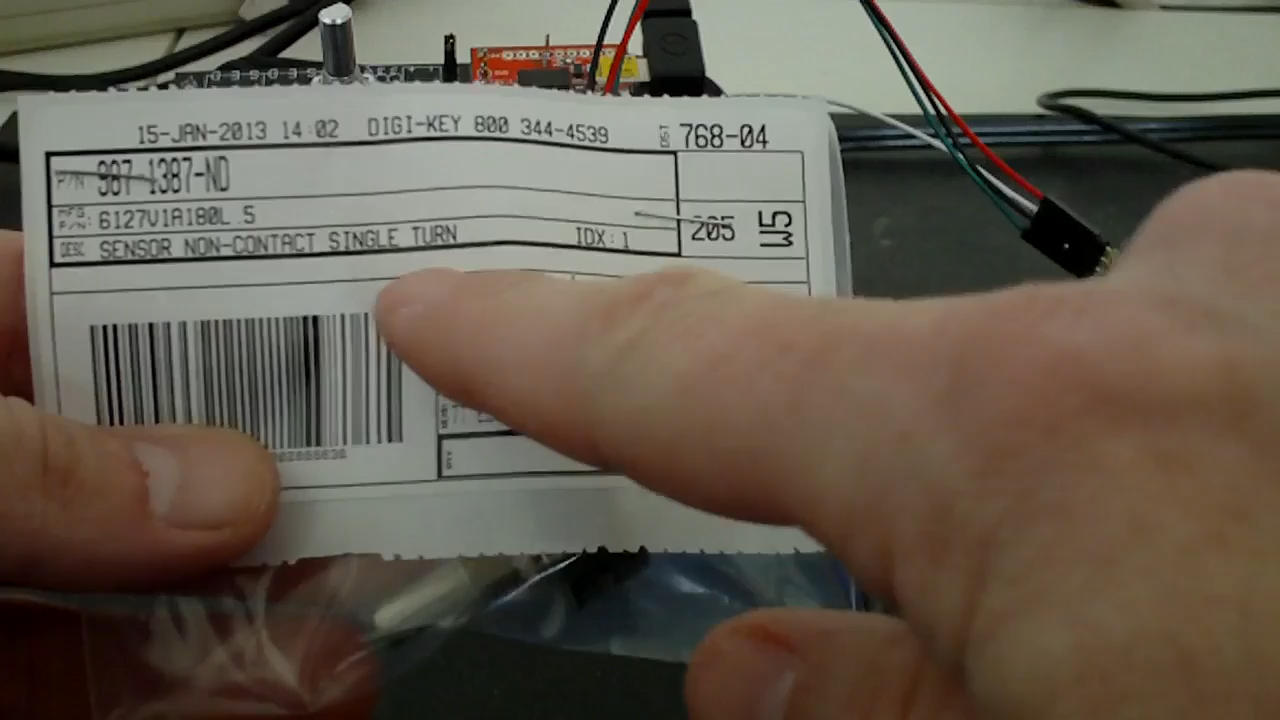 15-JAN-2013 14:02 DIGI-KEY 800 344-4539 768-04
P/N: 987-1387-ND
MFG P/N: 6127V1A180L.5
205 W5
DESC SENSOR NON-CONTACT SINGLE TURN IDX:1